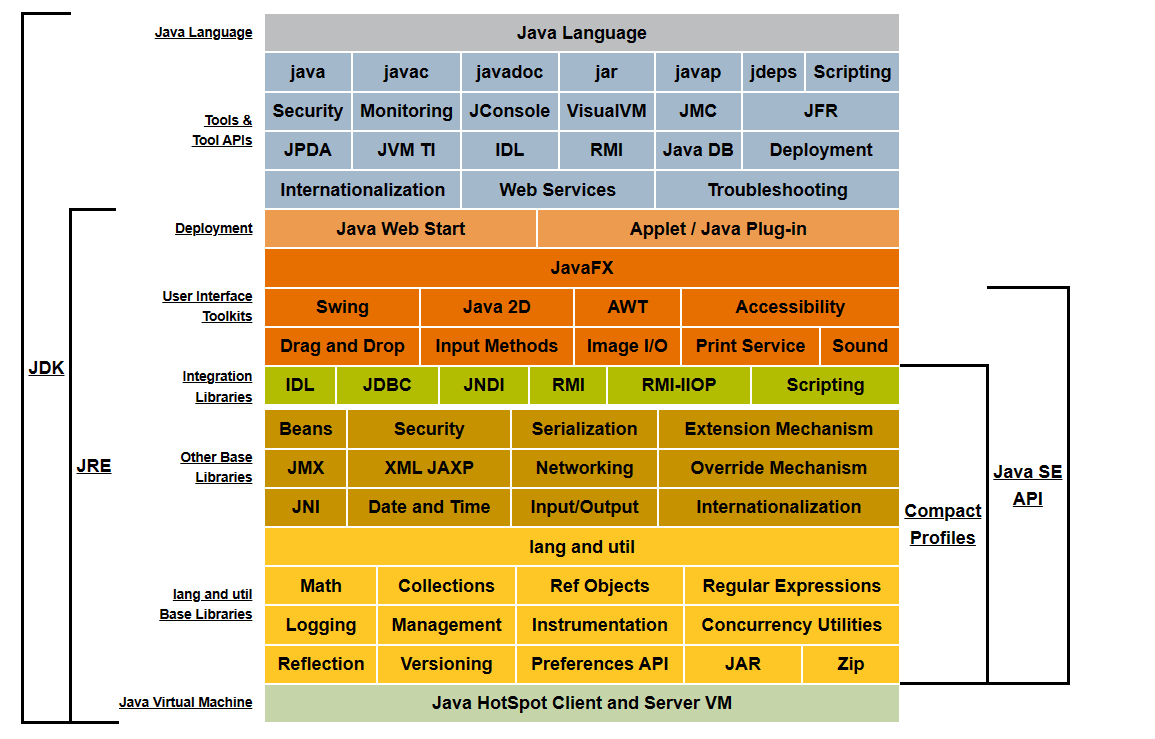 Java Language
Java Language
Tools &
Tool APIs
java javac javadoc jar javap jdeps Scripting
Security Monitoring JConsole VisualVM JMC JFR
JPDA JVM TI IDL RMI Java DB Deployment
Internationalization Web Services Troubleshooting
Deployment
Java Web Start Applet / Java Plug-in
User Interface
Toolkits
JavaFX
Swing Java 2D AWT Accessibility
Drag and Drop Input Methods Image I/O Print Service Sound
Integration
Libraries
IDL JDBC JNDI RMI RMI-IIOP Scripting
Other Base
Libraries
Beans Security Serialization Extension Mechanism
JMX XML JAXP Networking Override Mechanism
JNI Date and Time Input/Output Internationalization
lang and util
Base Libraries
lang and util
Math Collections Ref Objects Regular Expressions
Logging Management Instrumentation Concurrency Utilities
Reflection Versioning Preferences API JAR Zip
Java Virtual Machine
Java HotSpot Client and Server VM
JDK
JRE
Compact
Profiles
Java SE
API